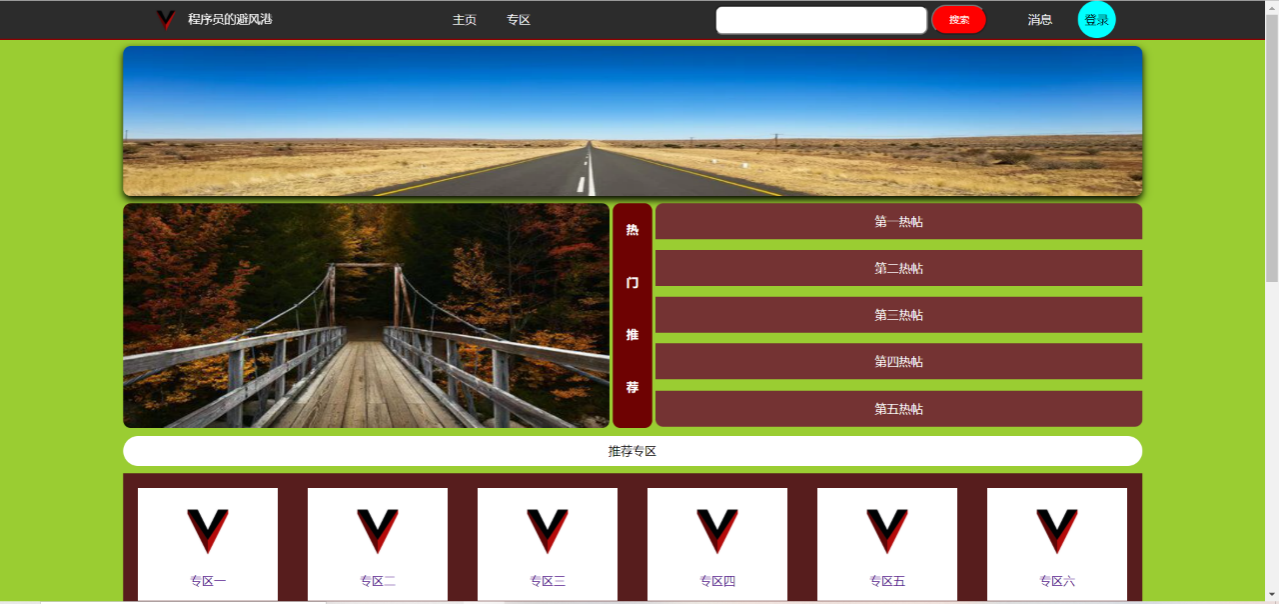 程序员的避风港 主页 专区 搜索 消息 登录
热门推荐
第一热帖
第二热帖
第三热帖
第四热帖
第五热帖
推荐专区
专区一 专区二 专区三 专区四 专区五 专区六